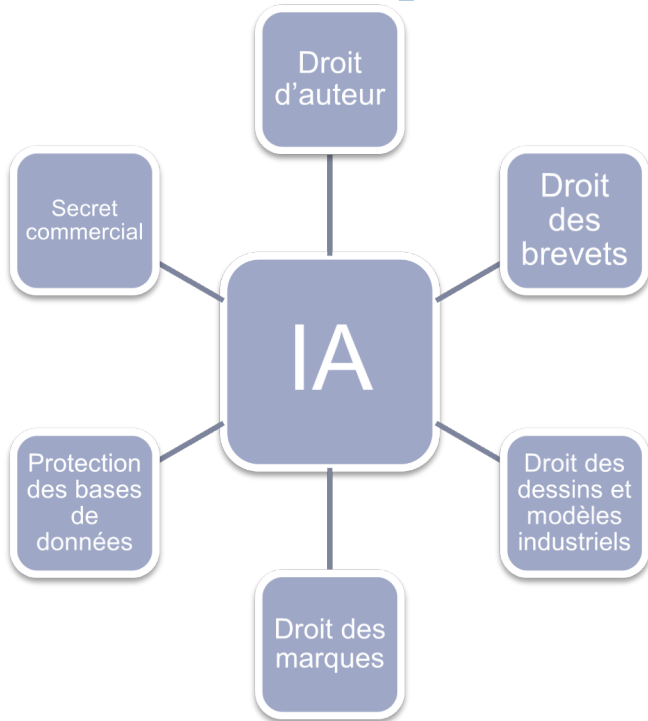 Droit
d’auteur
Secret
commercial
Droit
des
brevets
IA
Protection
des bases
de
données
Droit des
dessins et
modèles
industriels
Droit des
marques